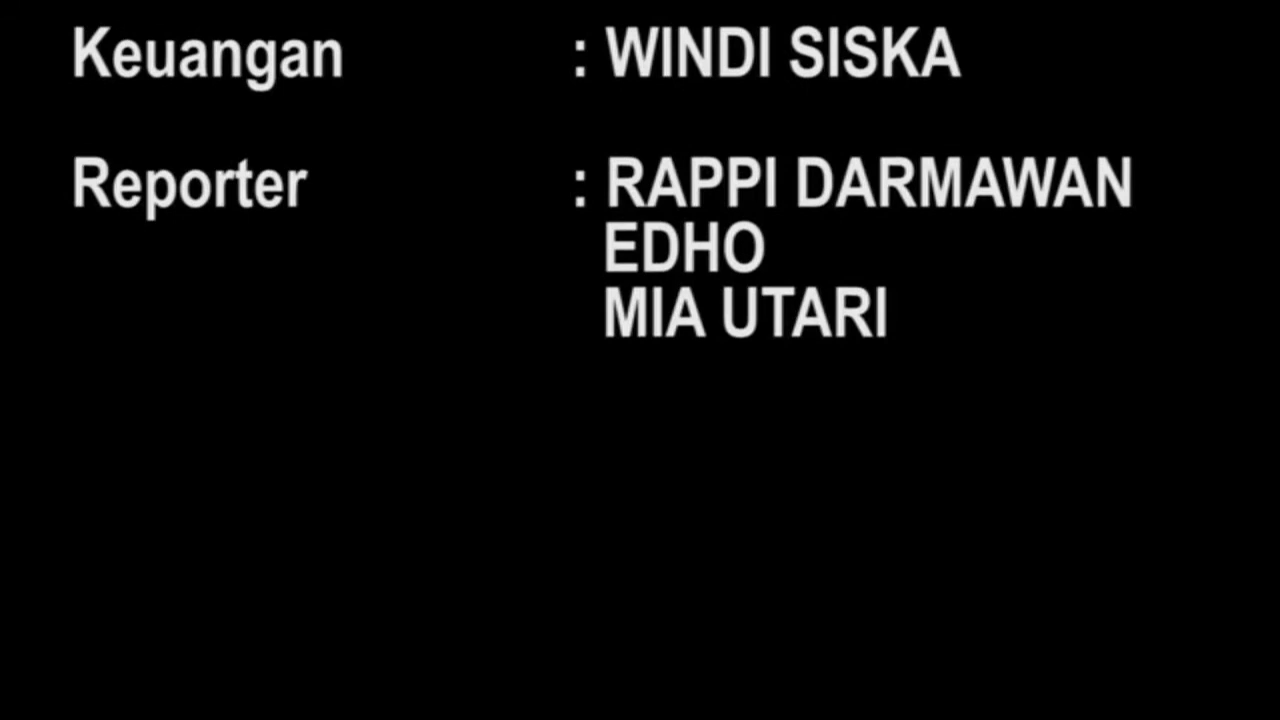 Keuangan : WINDI SISKA
Reporter : RAPPI DARMAWAN
EDHO
MIA UTARI